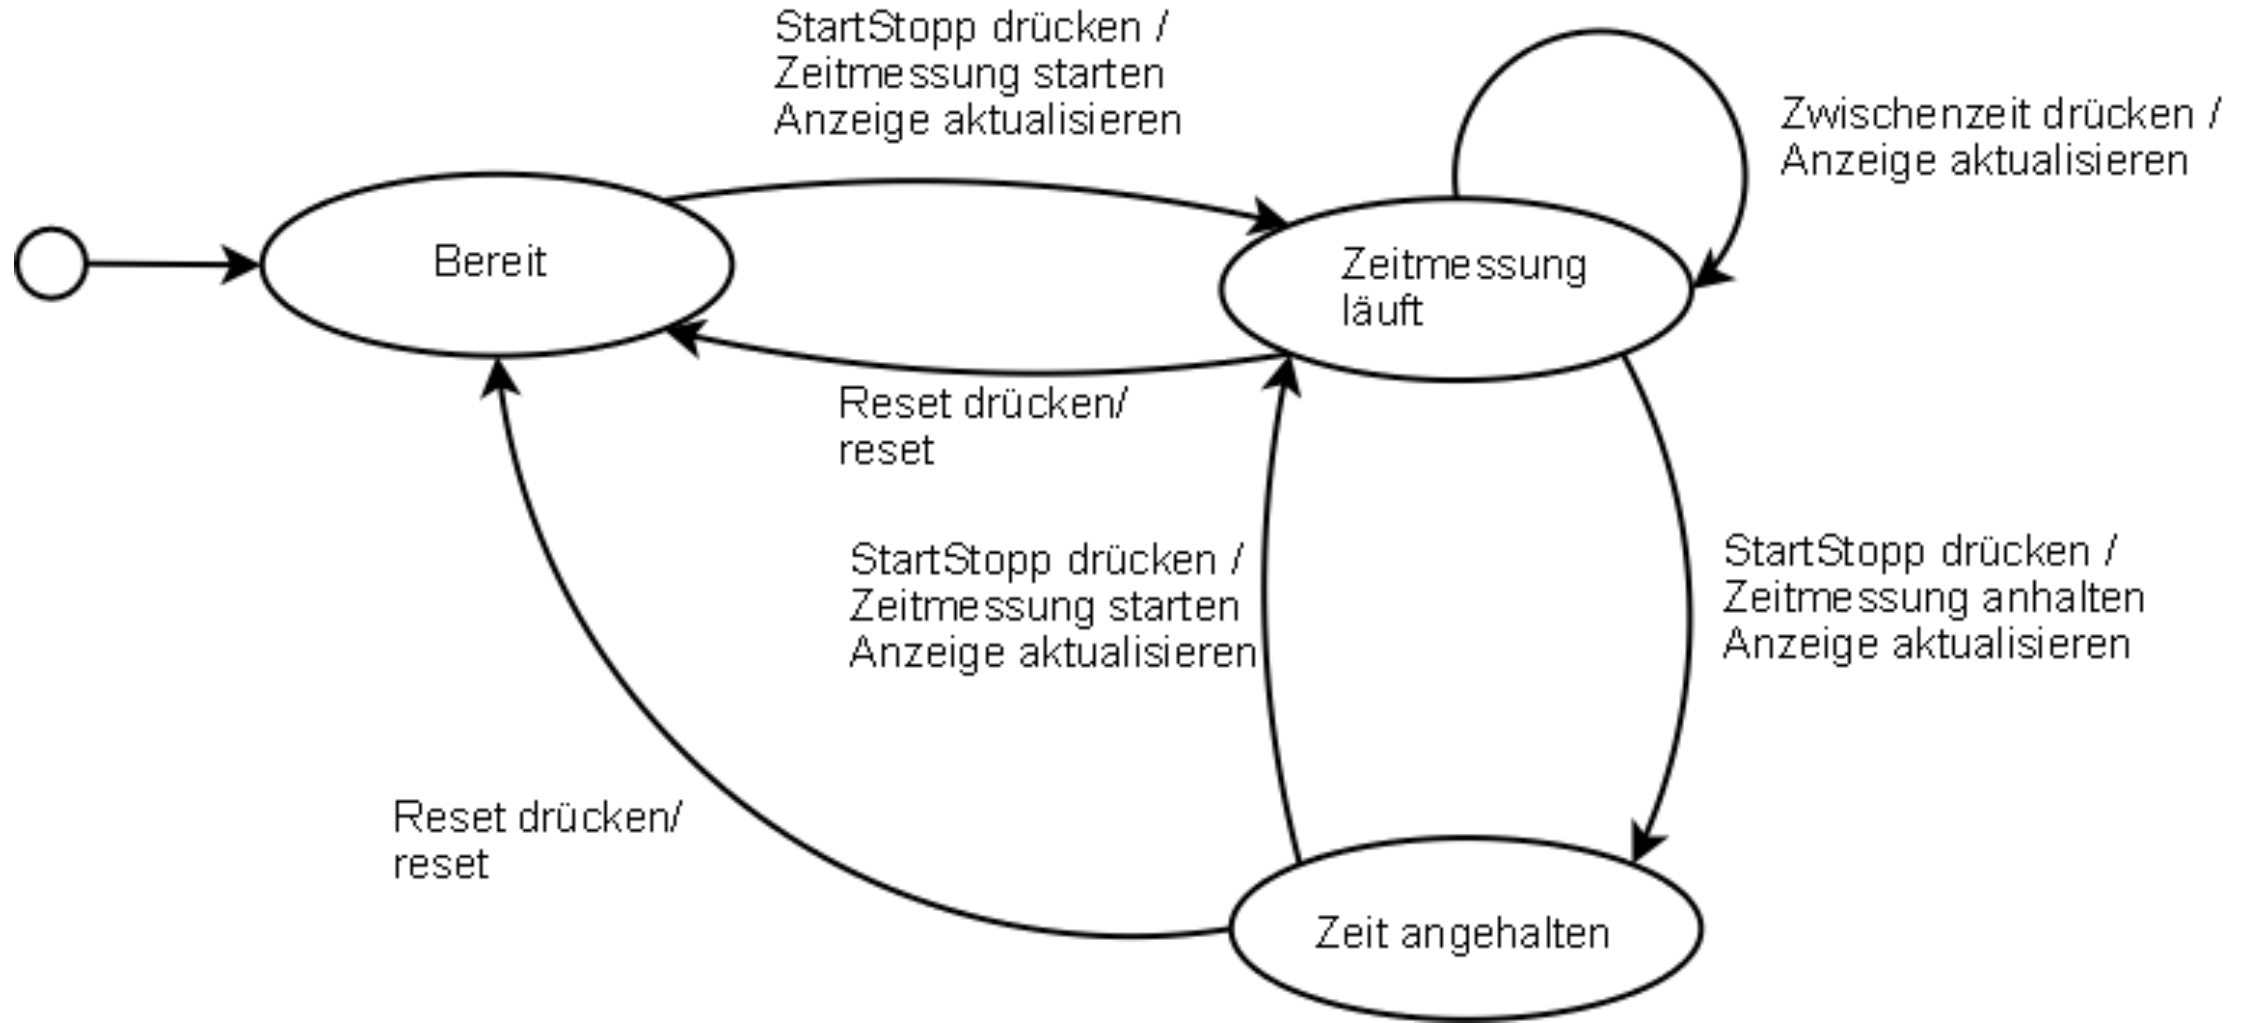 StartStopp drücken /
Zeitmessung starten
Anzeige aktualisieren
Zwischenzeit drücken /
Anzeige aktualisieren
Bereit
Zeitmessung
läuft
Reset drücken/
reset
StartStopp drücken /
Zeitmessung starten
Anzeige aktualisieren
StartStopp drücken /
Zeitmessung anhalten
Anzeige aktualisieren
Reset drücken/
reset
Zeit angehalten